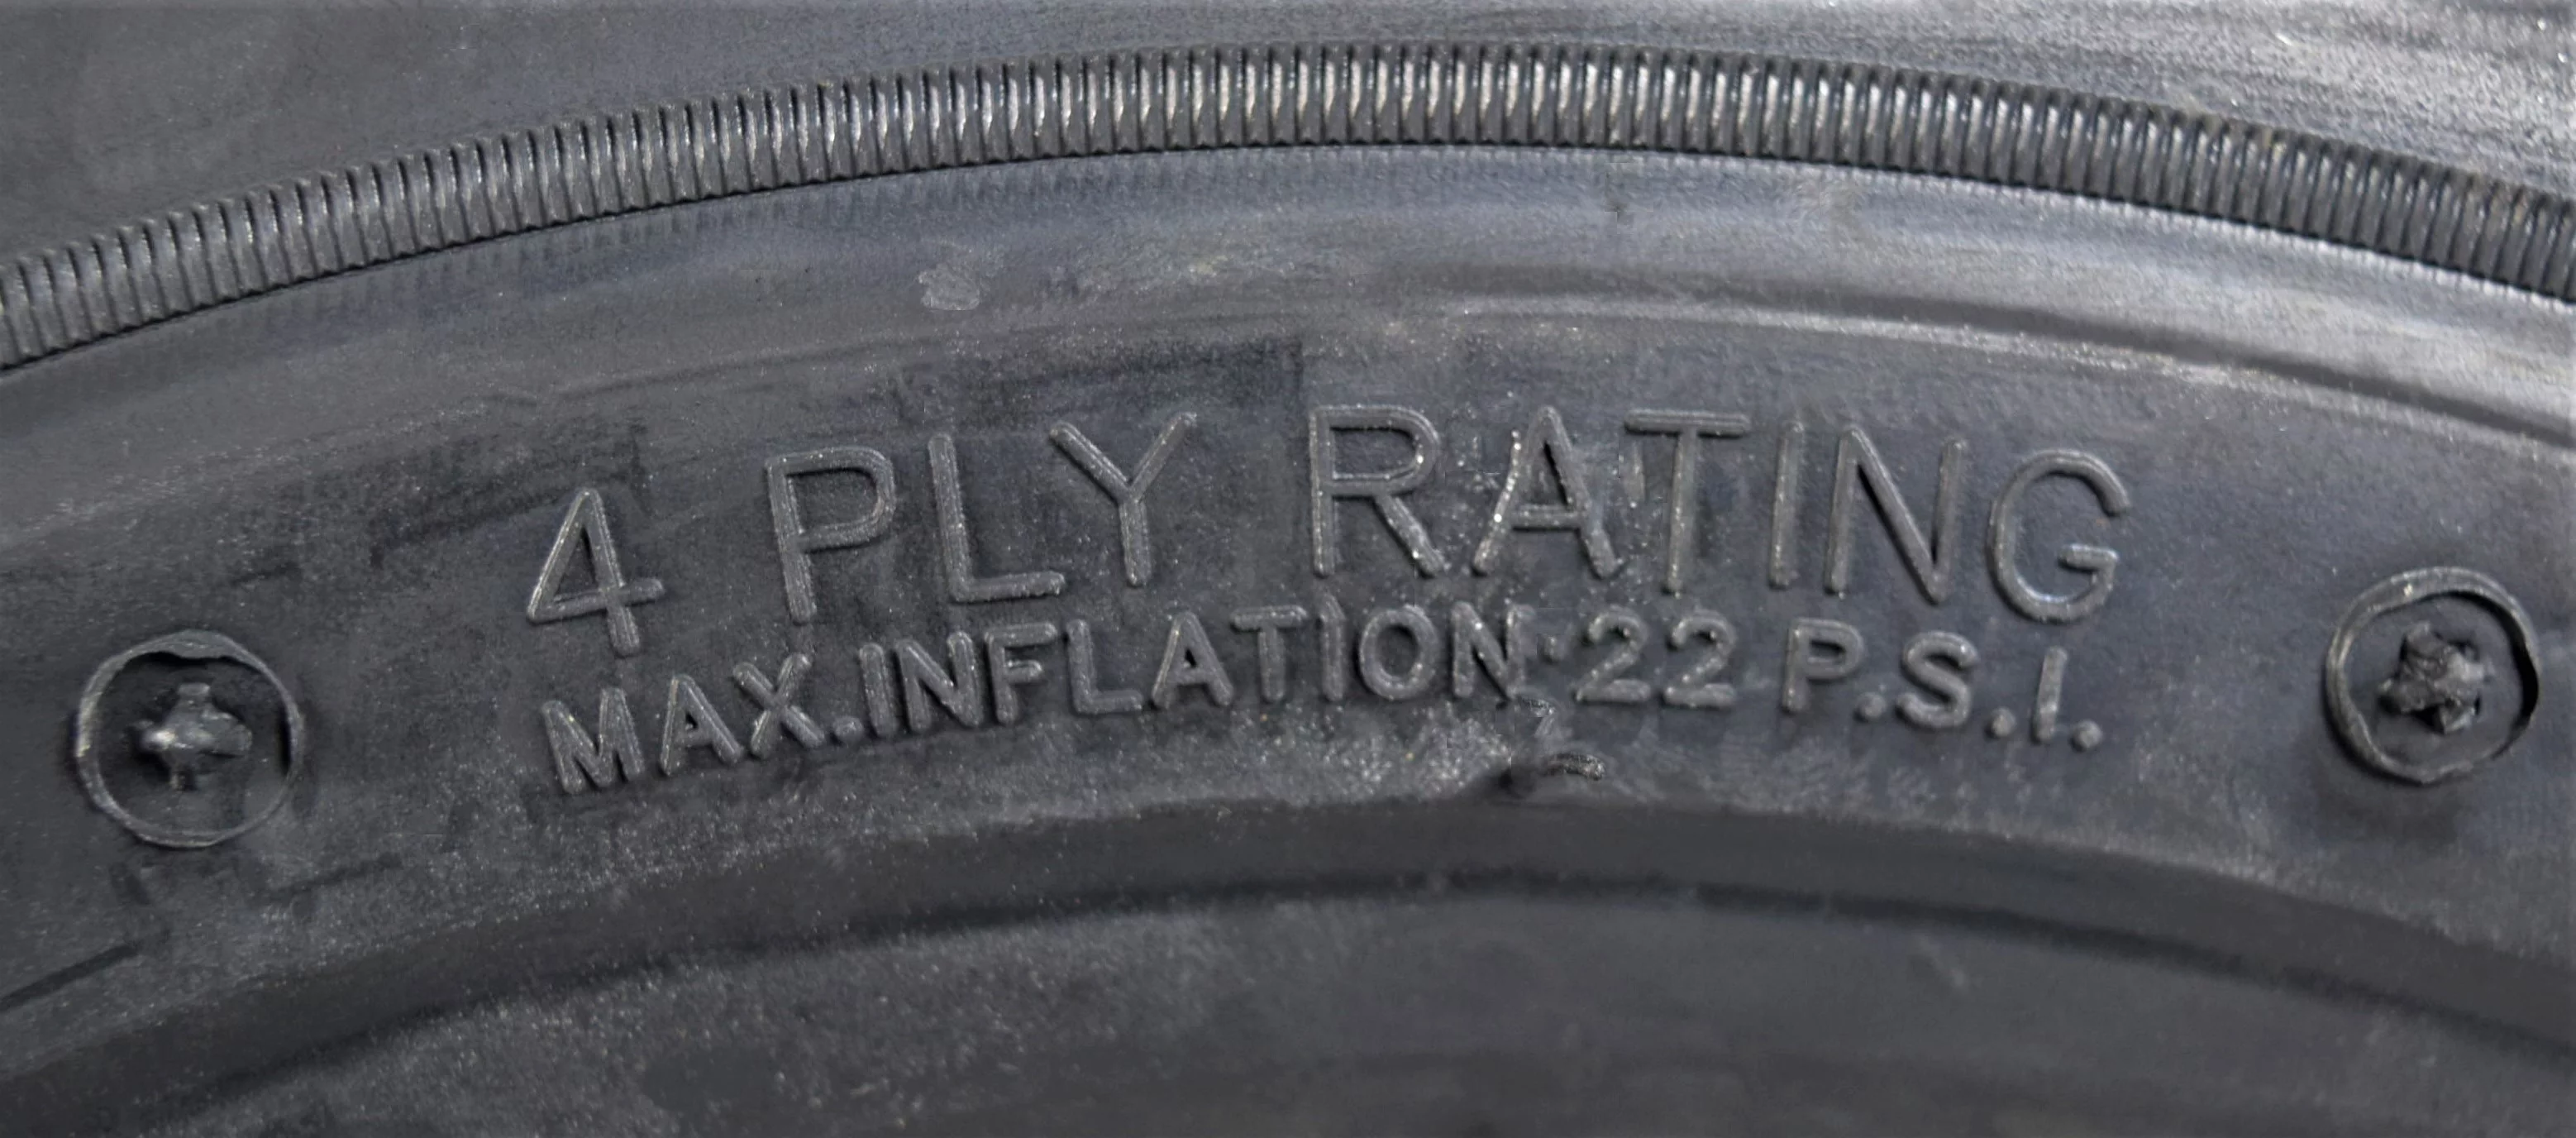 4 PLY RATING
MAX.INFLATION·22 P.S.I.